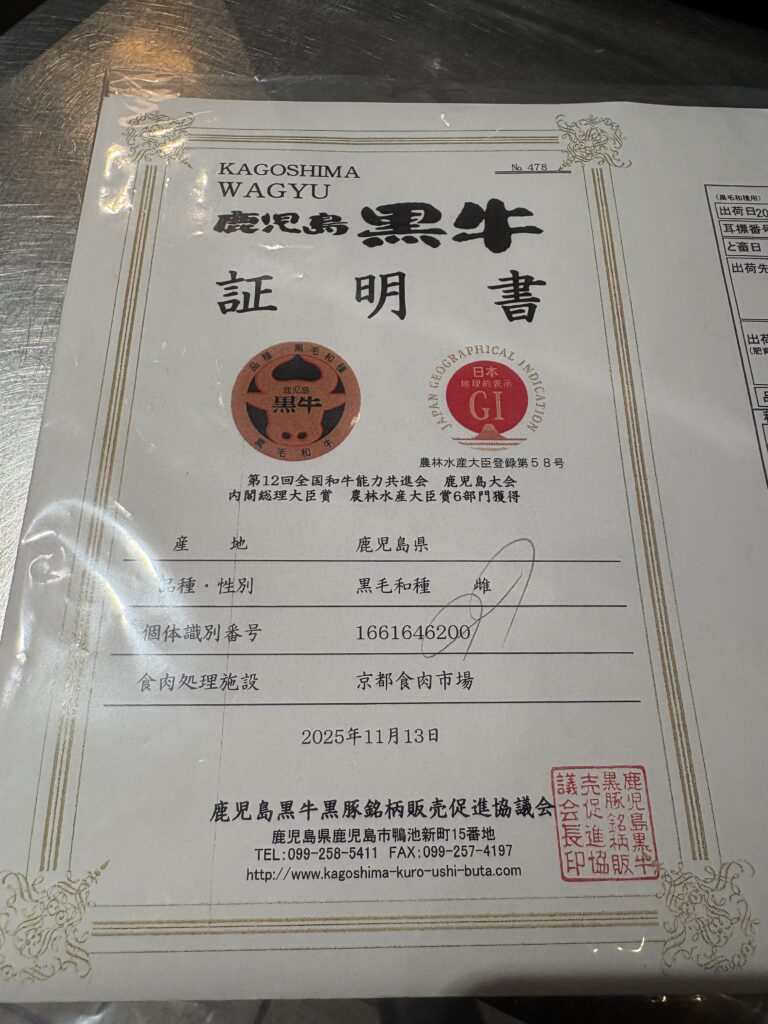 KAGOSHIMA
WAGYU
№ 478
鹿児島黒牛
証明書
品種 黒毛和種
鹿児島
黒牛
黒毛和牛
JAPAN GEOGRAPHICAL INDICATION
日本
地理的表示
GI
農林水産大臣登録第58号
第12回全国和牛能力共進会 鹿児島大会
内閣総理大臣賞 農林水産大臣賞6部門獲得
産地 鹿児島県
品種・性別 黒毛和種 雌
個体識別番号 1661646200
食肉処理施設 京都食肉市場
2025年11月13日
鹿児島黒牛黒豚銘柄販売促進協議会
鹿児島県鹿児島市鴨池新町15番地
TEL:099-258-5411 FAX:099-257-4197
http://www.kagoshima-kuro-ushi-buta.com
鹿児島黒牛
黒豚銘柄販
売促進協
議会長印
(黒毛和種用)
出荷日20
耳標番号
と畜日
出荷先
出荷
(肥育